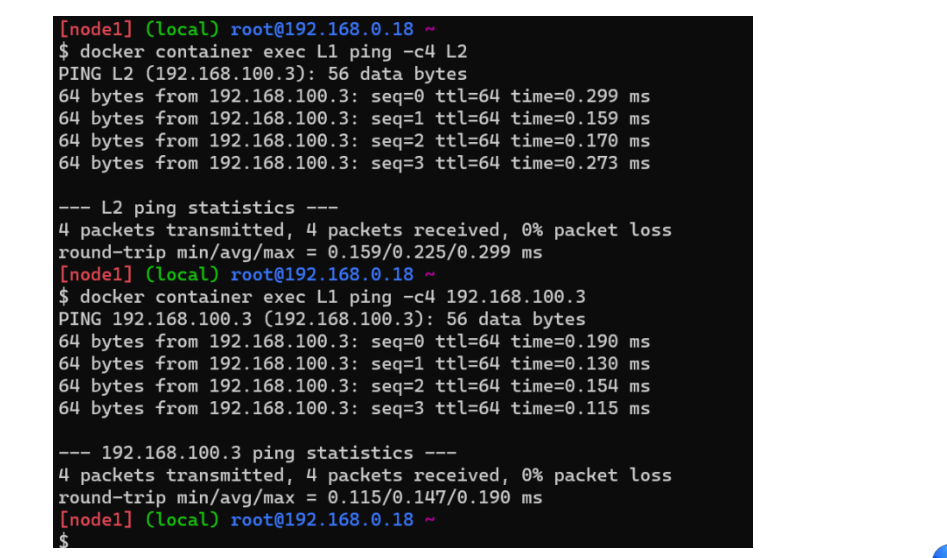 [node1] (local) root@192.168.0.18 ~
$ docker container exec L1 ping -c4 L2
PING L2 (192.168.100.3): 56 data bytes
64 bytes from 192.168.100.3: seq=0 ttl=64 time=0.299 ms
64 bytes from 192.168.100.3: seq=1 ttl=64 time=0.159 ms
64 bytes from 192.168.100.3: seq=2 ttl=64 time=0.170 ms
64 bytes from 192.168.100.3: seq=3 ttl=64 time=0.273 ms

--- L2 ping statistics ---
4 packets transmitted, 4 packets received, 0% packet loss
round-trip min/avg/max = 0.159/0.225/0.299 ms
[node1] (local) root@192.168.0.18 ~
$ docker container exec L1 ping -c4 192.168.100.3
PING 192.168.100.3 (192.168.100.3): 56 data bytes
64 bytes from 192.168.100.3: seq=0 ttl=64 time=0.190 ms
64 bytes from 192.168.100.3: seq=1 ttl=64 time=0.130 ms
64 bytes from 192.168.100.3: seq=2 ttl=64 time=0.154 ms
64 bytes from 192.168.100.3: seq=3 ttl=64 time=0.115 ms

--- 192.168.100.3 ping statistics ---
4 packets transmitted, 4 packets received, 0% packet loss
round-trip min/avg/max = 0.115/0.147/0.190 ms
[node1] (local) root@192.168.0.18 ~
$